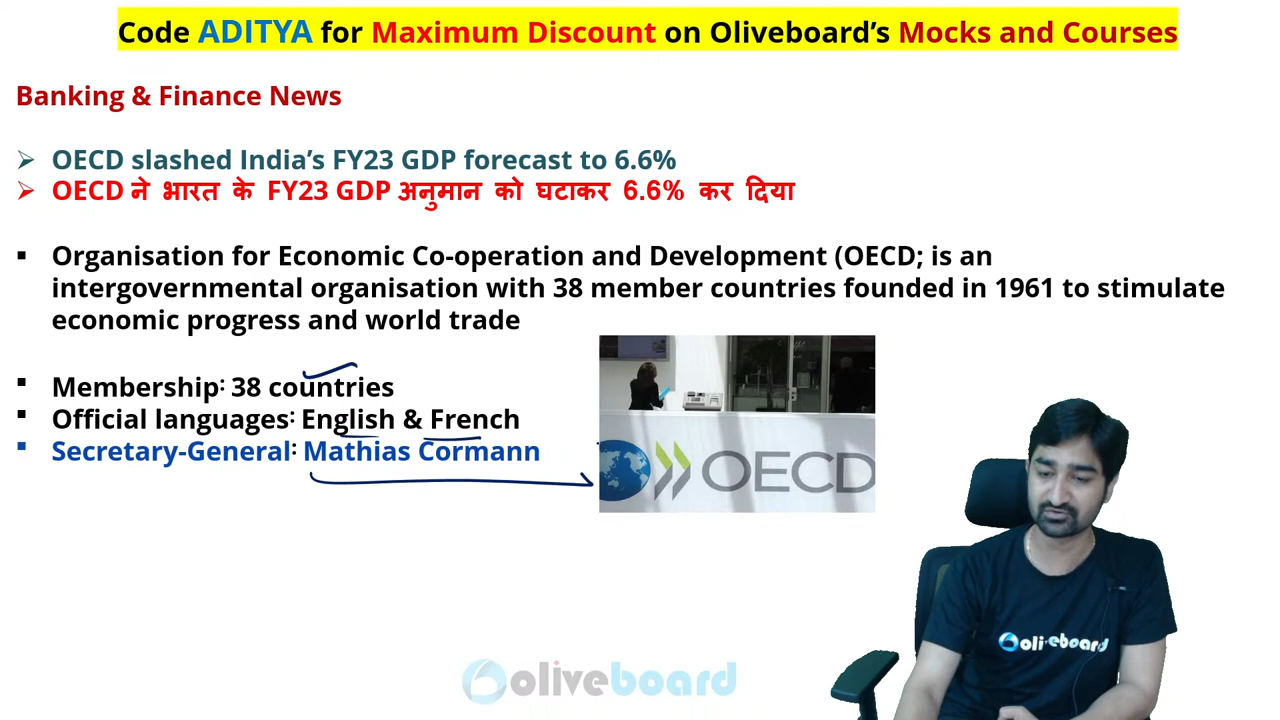 Code ADITYA for Maximum Discount on Oliveboard’s Mocks and Courses
Banking & Finance News
➢ OECD slashed India’s FY23 GDP forecast to 6.6%
➢ OECD ने भारत के FY23 GDP अनुमान को घटाकर 6.6% कर दिया
▪ Organisation for Economic Co-operation and Development (OECD; is an
intergovernmental organisation with 38 member countries founded in 1961 to stimulate
economic progress and world trade
▪ Membership: 38 countries
▪ Official languages: English & French
▪ Secretary-General: Mathias Cormann
OECD
oliveboard
oliveboard